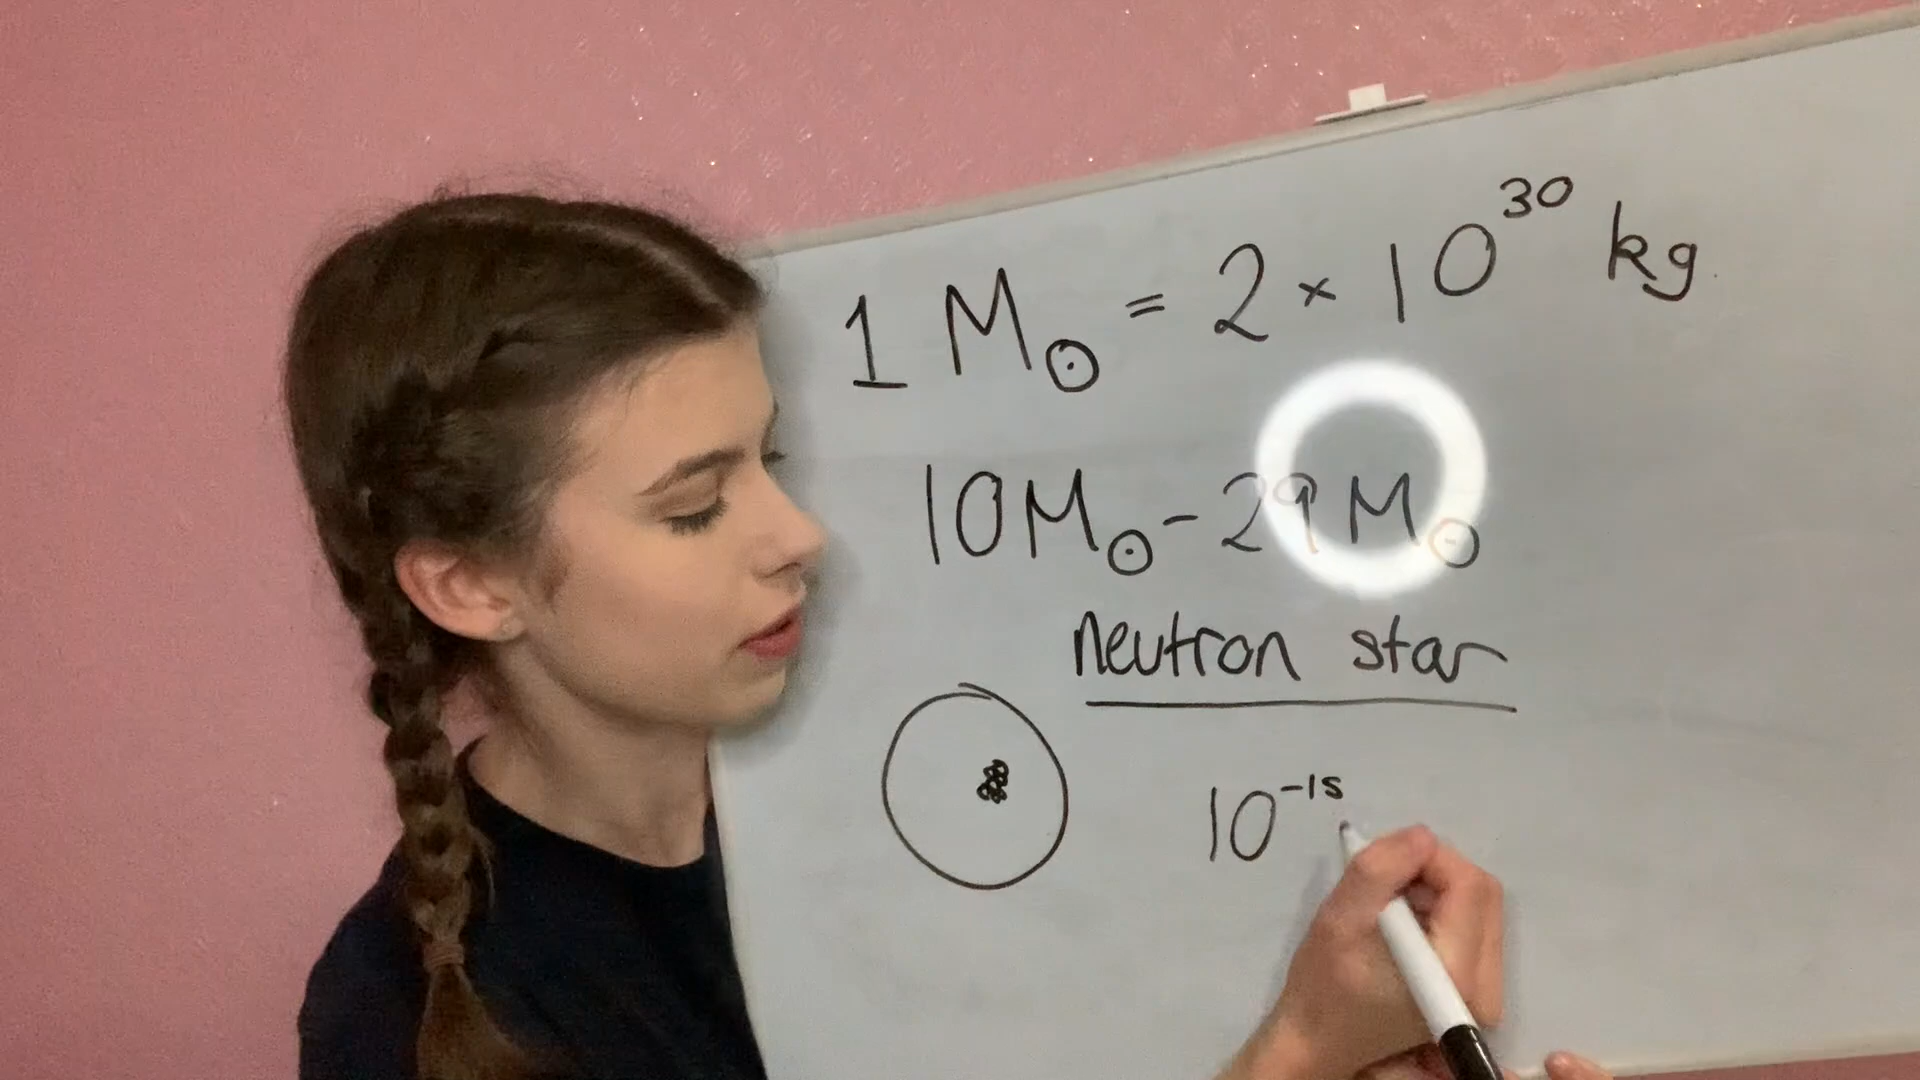 1 M☉ = 2 × 10³⁰ kg
10M☉ - 29M☉
neutron star
10⁻¹⁵